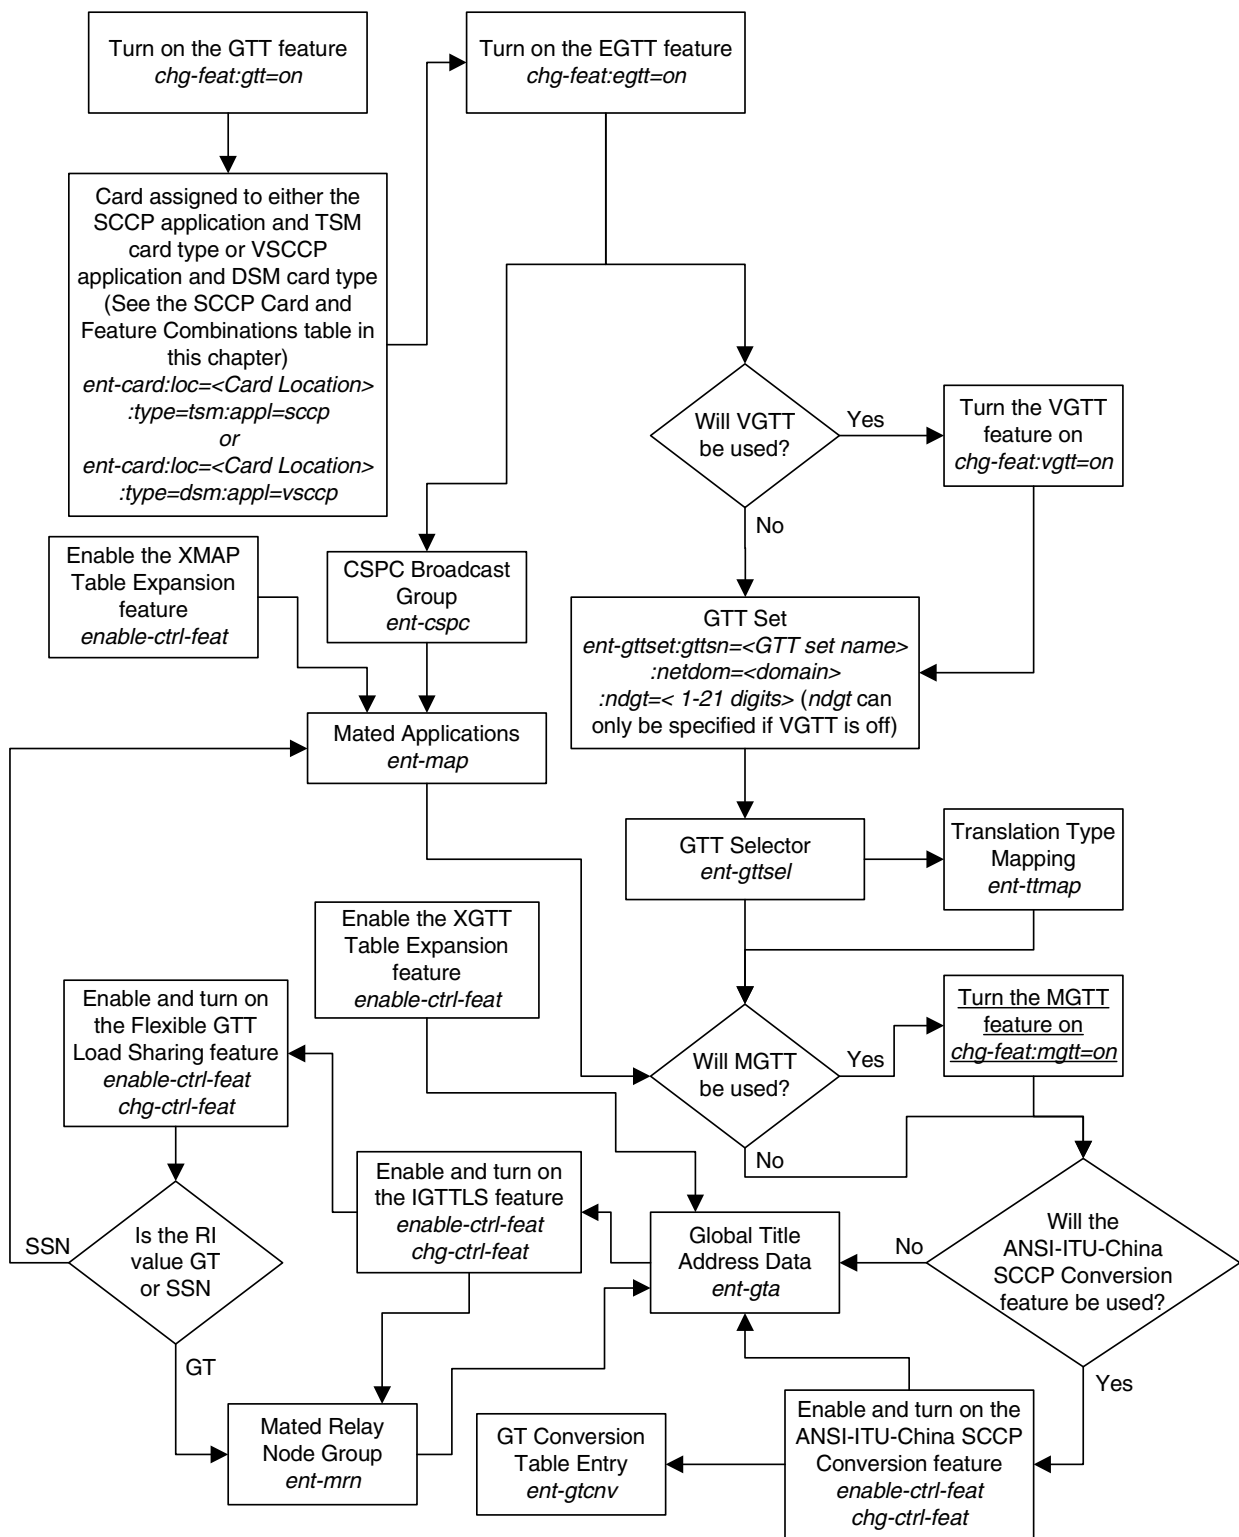 Turn on the GTT feature
chg-feat:gtt=on
Turn on the EGTT feature
chg-feat:egtt=on
Card assigned to either the
SCCP application and TSM
card type or VSCCP
application and DSM card type
(See the SCCP Card and
Feature Combinations table in
this chapter)
ent-card:loc=<Card Location>
:type=tsm:appl=sccp
or
ent-card:loc=<Card Location>
:type=dsm:appl=vsccp
Will VGTT
be used?
Yes
No
Turn the VGTT
feature on
chg-feat:vgtt=on
Enable the XMAP
Table Expansion
feature
enable-ctrl-feat
CSPC Broadcast
Group
ent-cspc
GTT Set
ent-gttset:gttsn=<GTT set name>
:netdom=<domain>
:ndgt=< 1-21 digits> (ndgt can
only be specified if VGTT is off)
Mated Applications
ent-map
GTT Selector
ent-gttsel
Translation Type
Mapping
ent-ttmap
Enable the XGTT
Table Expansion
feature
enable-ctrl-feat
Enable and turn on
the Flexible GTT
Load Sharing feature
enable-ctrl-feat
chg-ctrl-feat
Will MGTT
be used?
Yes
No
Turn the MGTT
feature on
chg-feat:mgtt=on
Enable and turn on
the IGTTLS feature
enable-ctrl-feat
chg-ctrl-feat
Is the RI
value GT
or SSN
SSN
GT
Global Title
Address Data
ent-gta
Will the
ANSI-ITU-China
SCCP Conversion
feature be used?
No
Yes
Mated Relay
Node Group
ent-mrn
GT Conversion
Table Entry
ent-gtcnv
Enable and turn on the
ANSI-ITU-China SCCP
Conversion feature
enable-ctrl-feat
chg-ctrl-feat